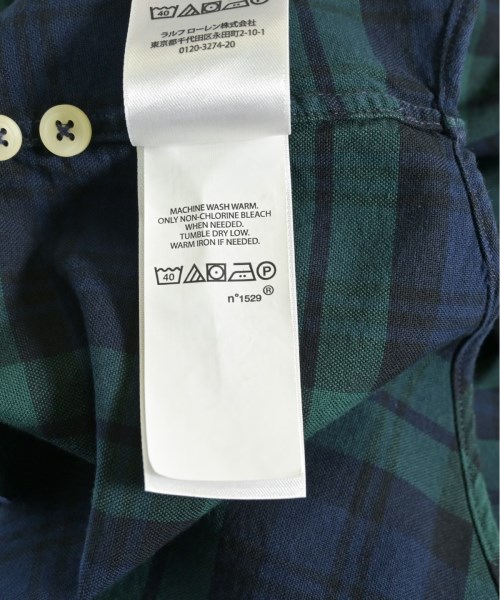 40
ラルフ ローレン株式会社
東京都千代田区永田町2-10-1
0120-3274-20
MACHINE WASH WARM.
ONLY NON-CHLORINE BLEACH
WHEN NEEDED.
TUMBLE DRY LOW.
WARM IRON IF NEEDED.
40 P
®
n°1529